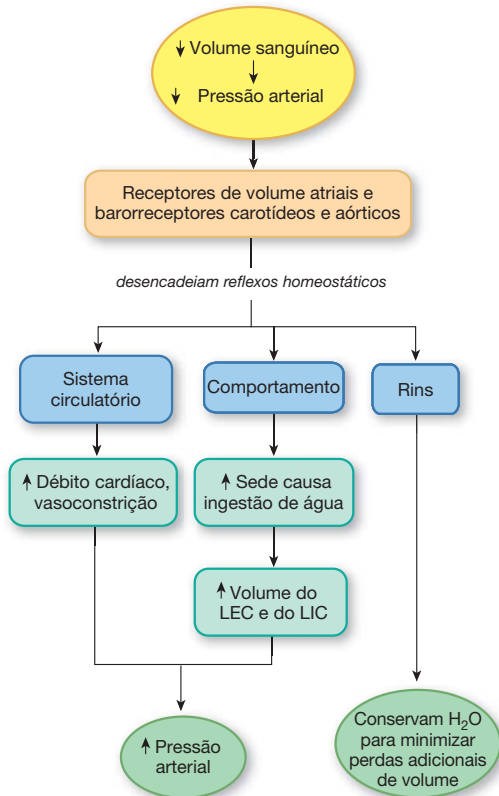 ↓ Volume sanguíneo
↓
↓ Pressão arterial
Receptores de volume atriais e
barorreceptores carotídeos e aórticos
desencadeiam reflexos homeostáticos
Sistema
circulatório
Comportamento
Rins
↑ Débito cardíaco,
vasoconstrição
↑ Sede causa
ingestão de água
↑ Volume do
LEC e do LIC
↑ Pressão
arterial
Conservam H₂O
para minimizar
perdas adicionais
de volume